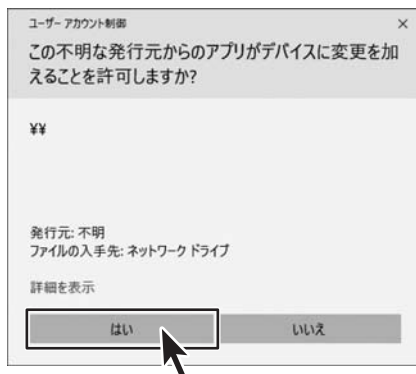 ユーザー アカウント制御
この不明な発行元からのアプリがデバイスに変更を加
えることを許可しますか?
¥¥
発行元: 不明
ファイルの入手先: ネットワーク ドライブ
詳細を表示
はい
いいえ